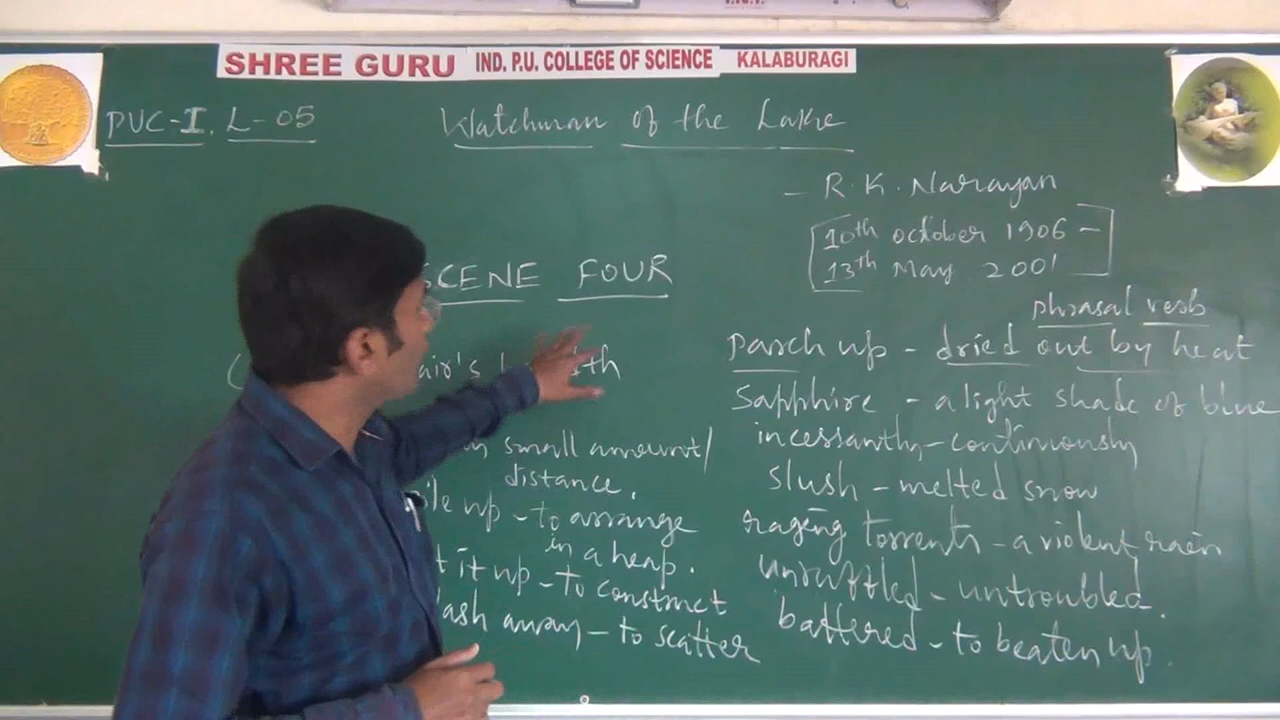 SHREE GURU IND. P.U. COLLEGE OF SCIENCE KALABURAGI
PUC-I. L-05
Watchman of the Lake
- R.K. Narayan
[10th October 1906 -
13th May 2001]
SCENE FOUR
phrasal verb
air's b th
parch up - dried out by heat
Sapphire - a light shade of blue
small amount/
distance.
incessantly - continuously
slush - melted snow
up - to arrange
in a heap.
raging torrents - a violent rain
t it up - to construct
unruffled - untroubled.
lash away - to scatter
battered - to beaten up.